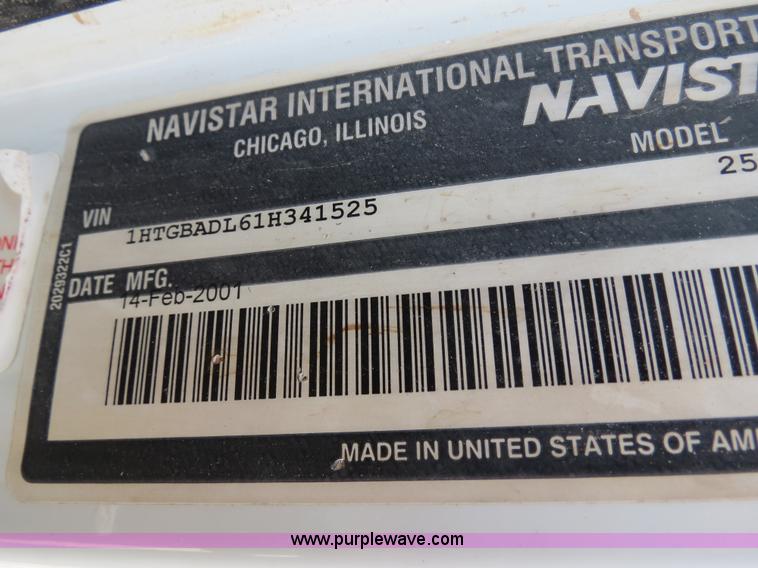 NAVISTAR INTERNATIONAL TRANSPORT
CHICAGO, ILLINOIS
NAVIST
MODEL
VIN
25
1HTGBADL61H341525
DATE MFG.
14-Feb-2001
2029322C1
MADE IN UNITED STATES OF AM
www.purplewave.com